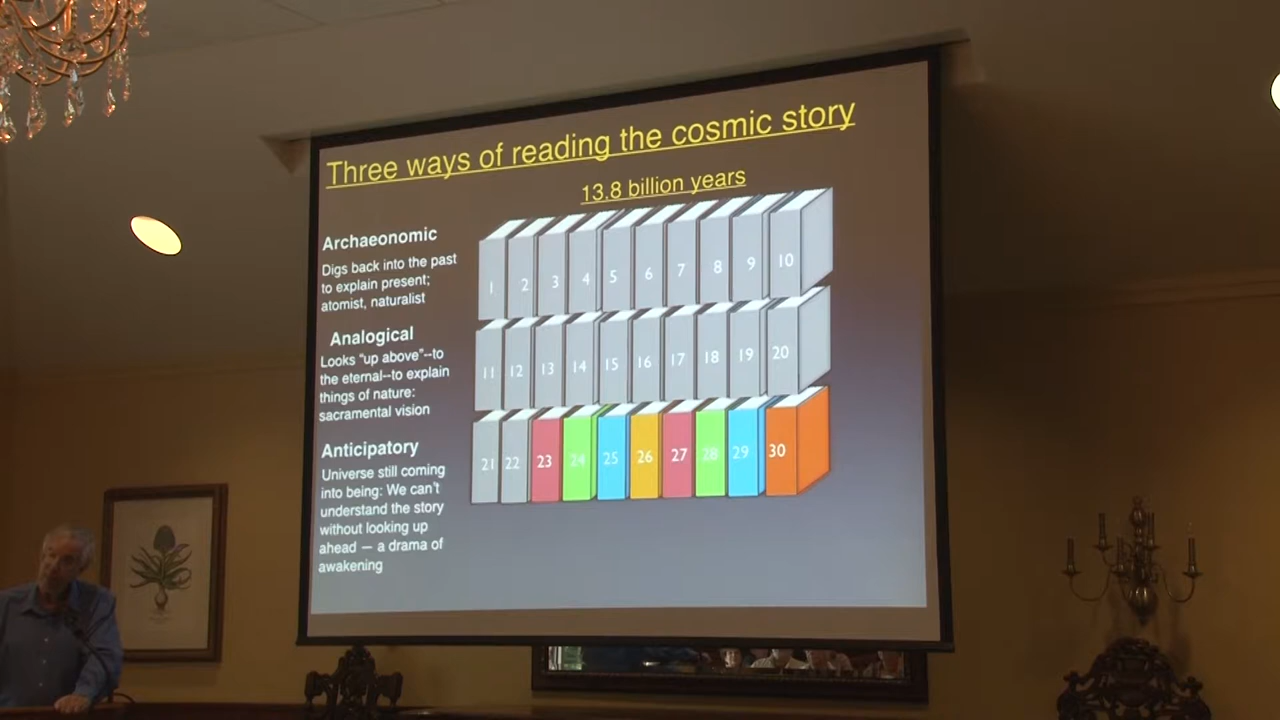 Three ways of reading the cosmic story
13.8 billion years
Archaeonomic
Digs back into the past
to explain present;
atomist, naturalist
Analogical
Looks “up above”--to
the eternal--to explain
things of nature:
sacramental vision
Anticipatory
Universe still coming
into being: We can’t
understand the story
without looking up
ahead — a drama of
awakening
1 2 3 4 5 6 7 8 9 10
11 12 13 14 15 16 17 18 19 20
21 22 23 24 25 26 27 28 29 30